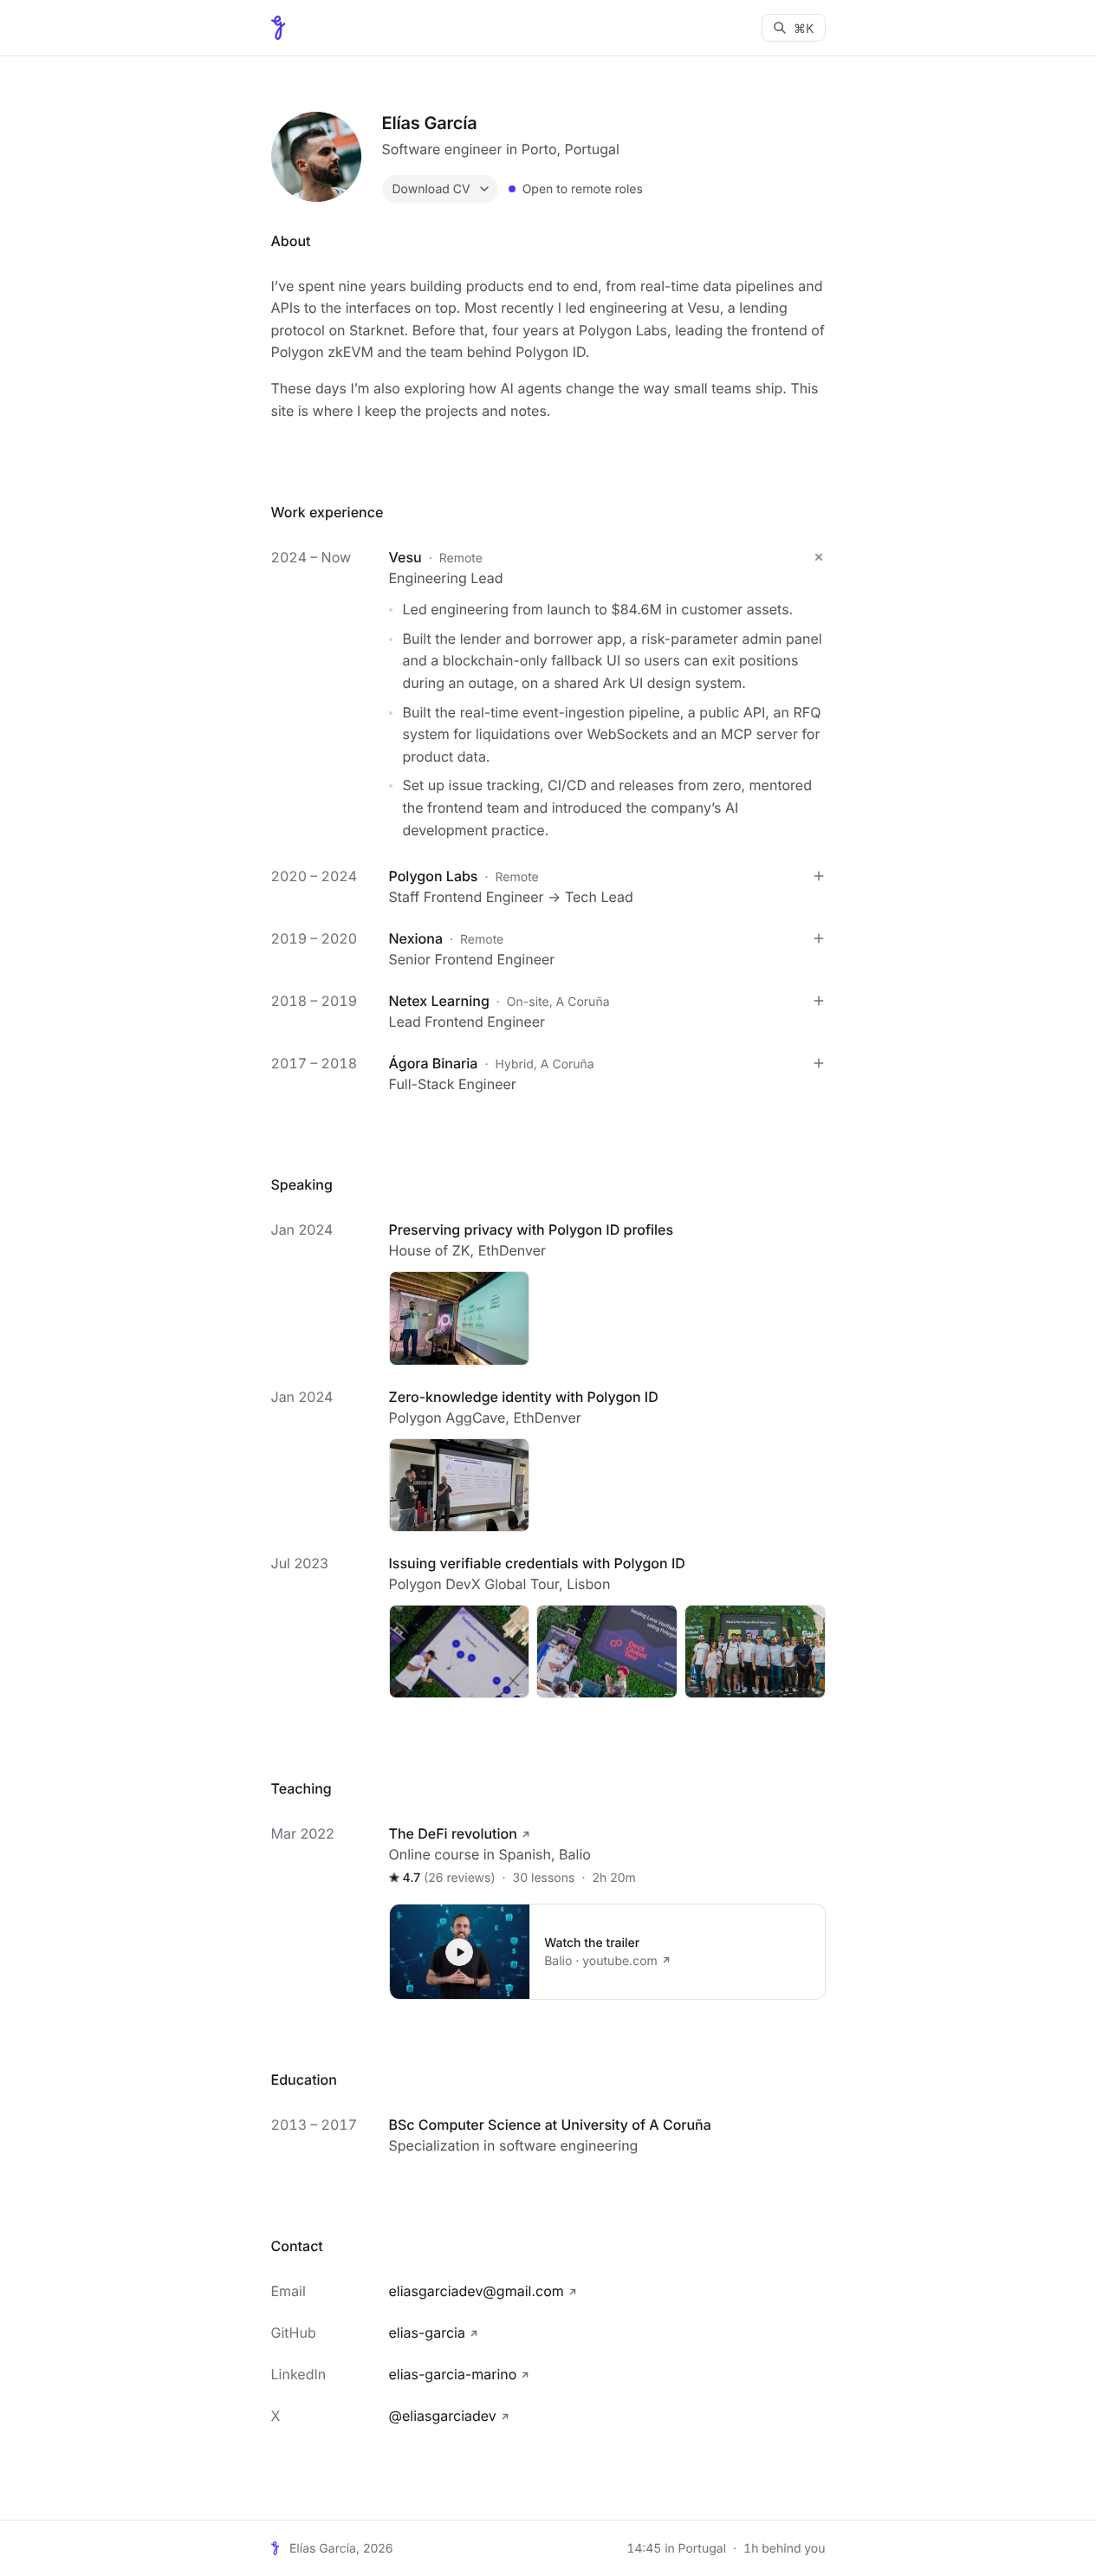 ⌘K
Elías García
Software engineer in Porto, Portugal
Download CV
Open to remote roles
About
I’ve spent nine years building products end to end, from real-time data pipelines and
APIs to the interfaces on top. Most recently I led engineering at Vesu, a lending
protocol on Starknet. Before that, four years at Polygon Labs, leading the frontend of
Polygon zkEVM and the team behind Polygon ID.
These days I’m also exploring how AI agents change the way small teams ship. This
site is where I keep the projects and notes.
Work experience
2024 – Now
Vesu · Remote
Engineering Lead
Led engineering from launch to $84.6M in customer assets.
Built the lender and borrower app, a risk-parameter admin panel
and a blockchain-only fallback UI so users can exit positions
during an outage, on a shared Ark UI design system.
Built the real-time event-ingestion pipeline, a public API, an RFQ
system for liquidations over WebSockets and an MCP server for
product data.
Set up issue tracking, CI/CD and releases from zero, mentored
the frontend team and introduced the company’s AI
development practice.
2020 – 2024
Polygon Labs · Remote
Staff Frontend Engineer → Tech Lead
2019 – 2020
Nexiona · Remote
Senior Frontend Engineer
2018 – 2019
Netex Learning · On-site, A Coruña
Lead Frontend Engineer
2017 – 2018
Ágora Binaria · Hybrid, A Coruña
Full-Stack Engineer
Speaking
Jan 2024
Preserving privacy with Polygon ID profiles
House of ZK, EthDenver
Jan 2024
Zero-knowledge identity with Polygon ID
Polygon AggCave, EthDenver
Jul 2023
Issuing verifiable credentials with Polygon ID
Polygon DevX Global Tour, Lisbon
DevX
Global
Tour
Teaching
Mar 2022
The DeFi revolution ↗
Online course in Spanish, Balio
★ 4.7 (26 reviews) · 30 lessons · 2h 20m
Watch the trailer
Balio · youtube.com ↗
Education
2013 – 2017
BSc Computer Science at University of A Coruña
Specialization in software engineering
Contact
Email
eliasgarciadev@gmail.com ↗
GitHub
elias-garcia ↗
LinkedIn
elias-garcia-marino ↗
X
@eliasgarciadev ↗
Elías García, 2026
14:45 in Portugal · 1h behind you